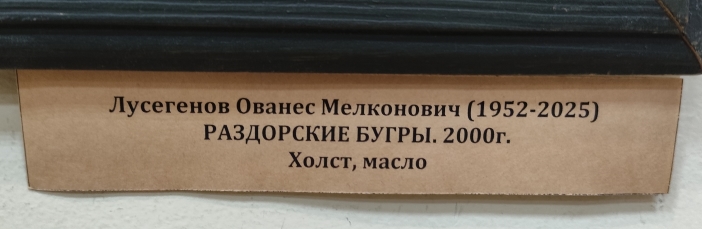 Лусегенов Ованес Мелконович (1952-2025)
РАЗДОРСКИЕ БУГРЫ. 2000г.
Холст, масло